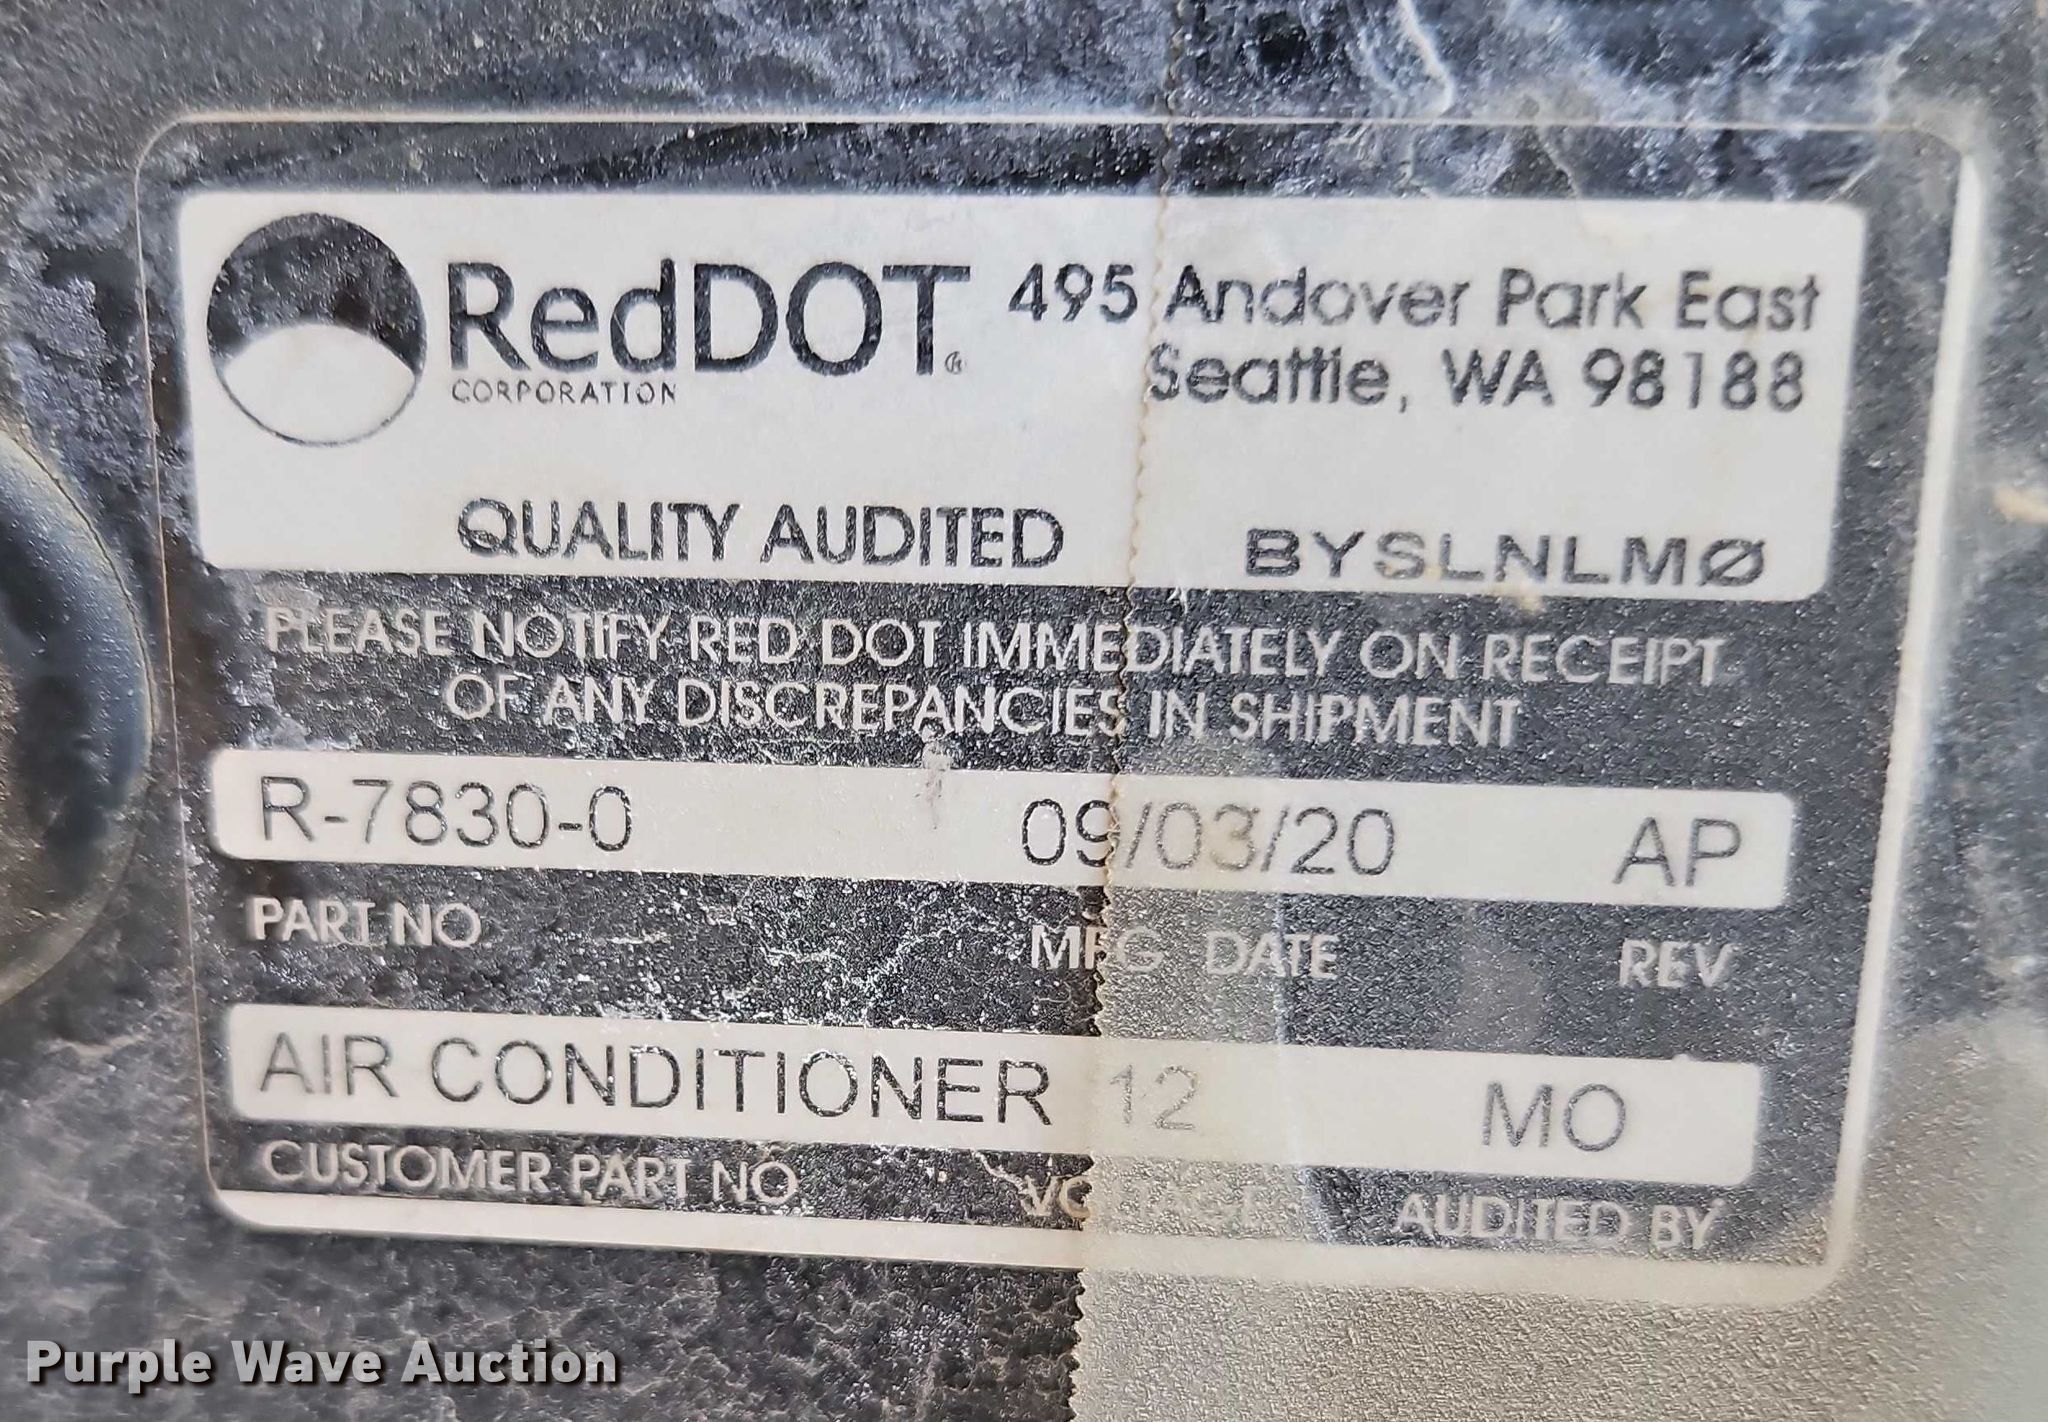 RedDOT® 495 Andover Park East
CORPORATION Seattle, WA 98188
QUALITY AUDITED BYSLNLMØ
PLEASE NOTIFY RED DOT IMMEDIATELY ON RECEIPT
OF ANY DISCREPANCIES IN SHIPMENT
R-7830-0 09/03/20 AP
PART NO MFG DATE REV
AIR CONDITIONER 12 MO
CUSTOMER PART NO. VOLTAGE AUDITED BY
Purple Wave Auction